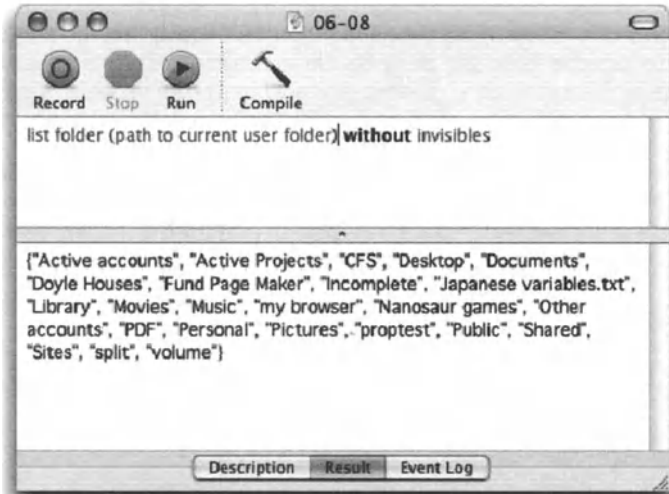 06-08
Record Stop Run Compile
list folder (path to current user folder) without invisibles
{"Active accounts", "Active Projects", "CFS", "Desktop", "Documents",
"Doyle Houses", "Fund Page Maker", "Incomplete", "Japanese variables.txt",
"Library", "Movies", "Music", "my browser", "Nanosaur games", "Other
accounts", "PDF", "Personal", "Pictures", "proptest", "Public", "Shared",
"Sites", "split", "volume"}
Description Result Event Log